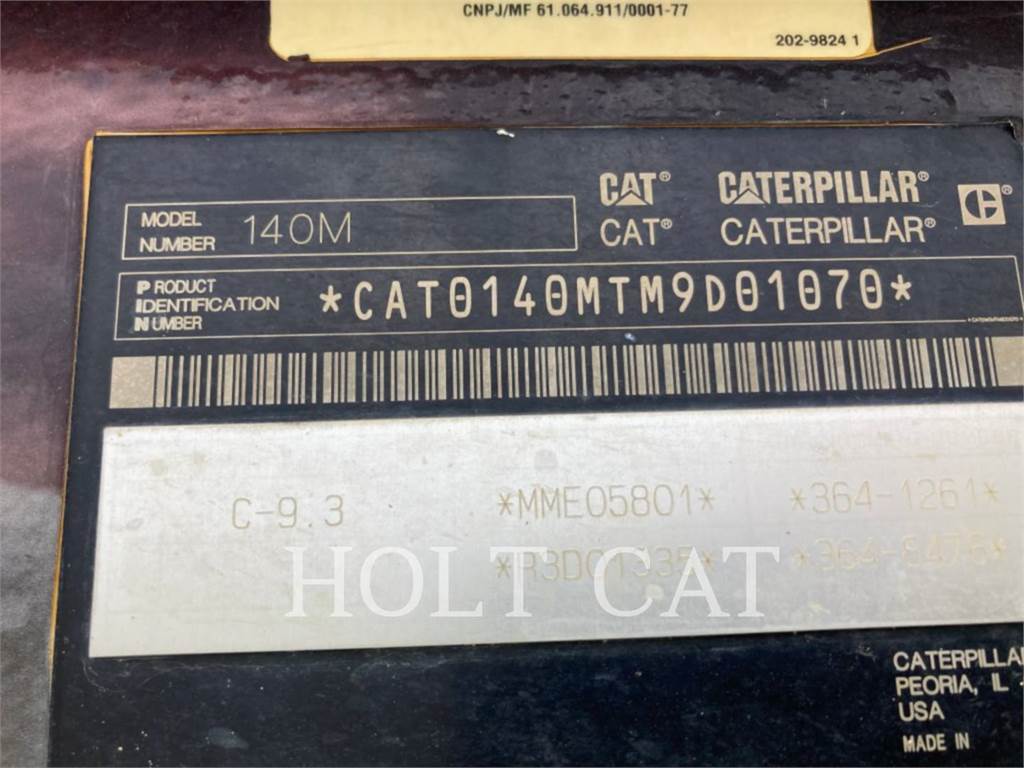 CNPJ/MF 61.064.911/0001-77
202-9824 1
CAT® CATERPILLAR®
CAT® CATERPILLAR®
MODEL
NUMBER 140M
PRODUCT
IDENTIFICATION
NUMBER *CAT0140MTM9D01070*
C-9.3 *MME05801* *364-1261*
HOLT CAT
CATERPILLA
PEORIA, IL
USA
MADE IN